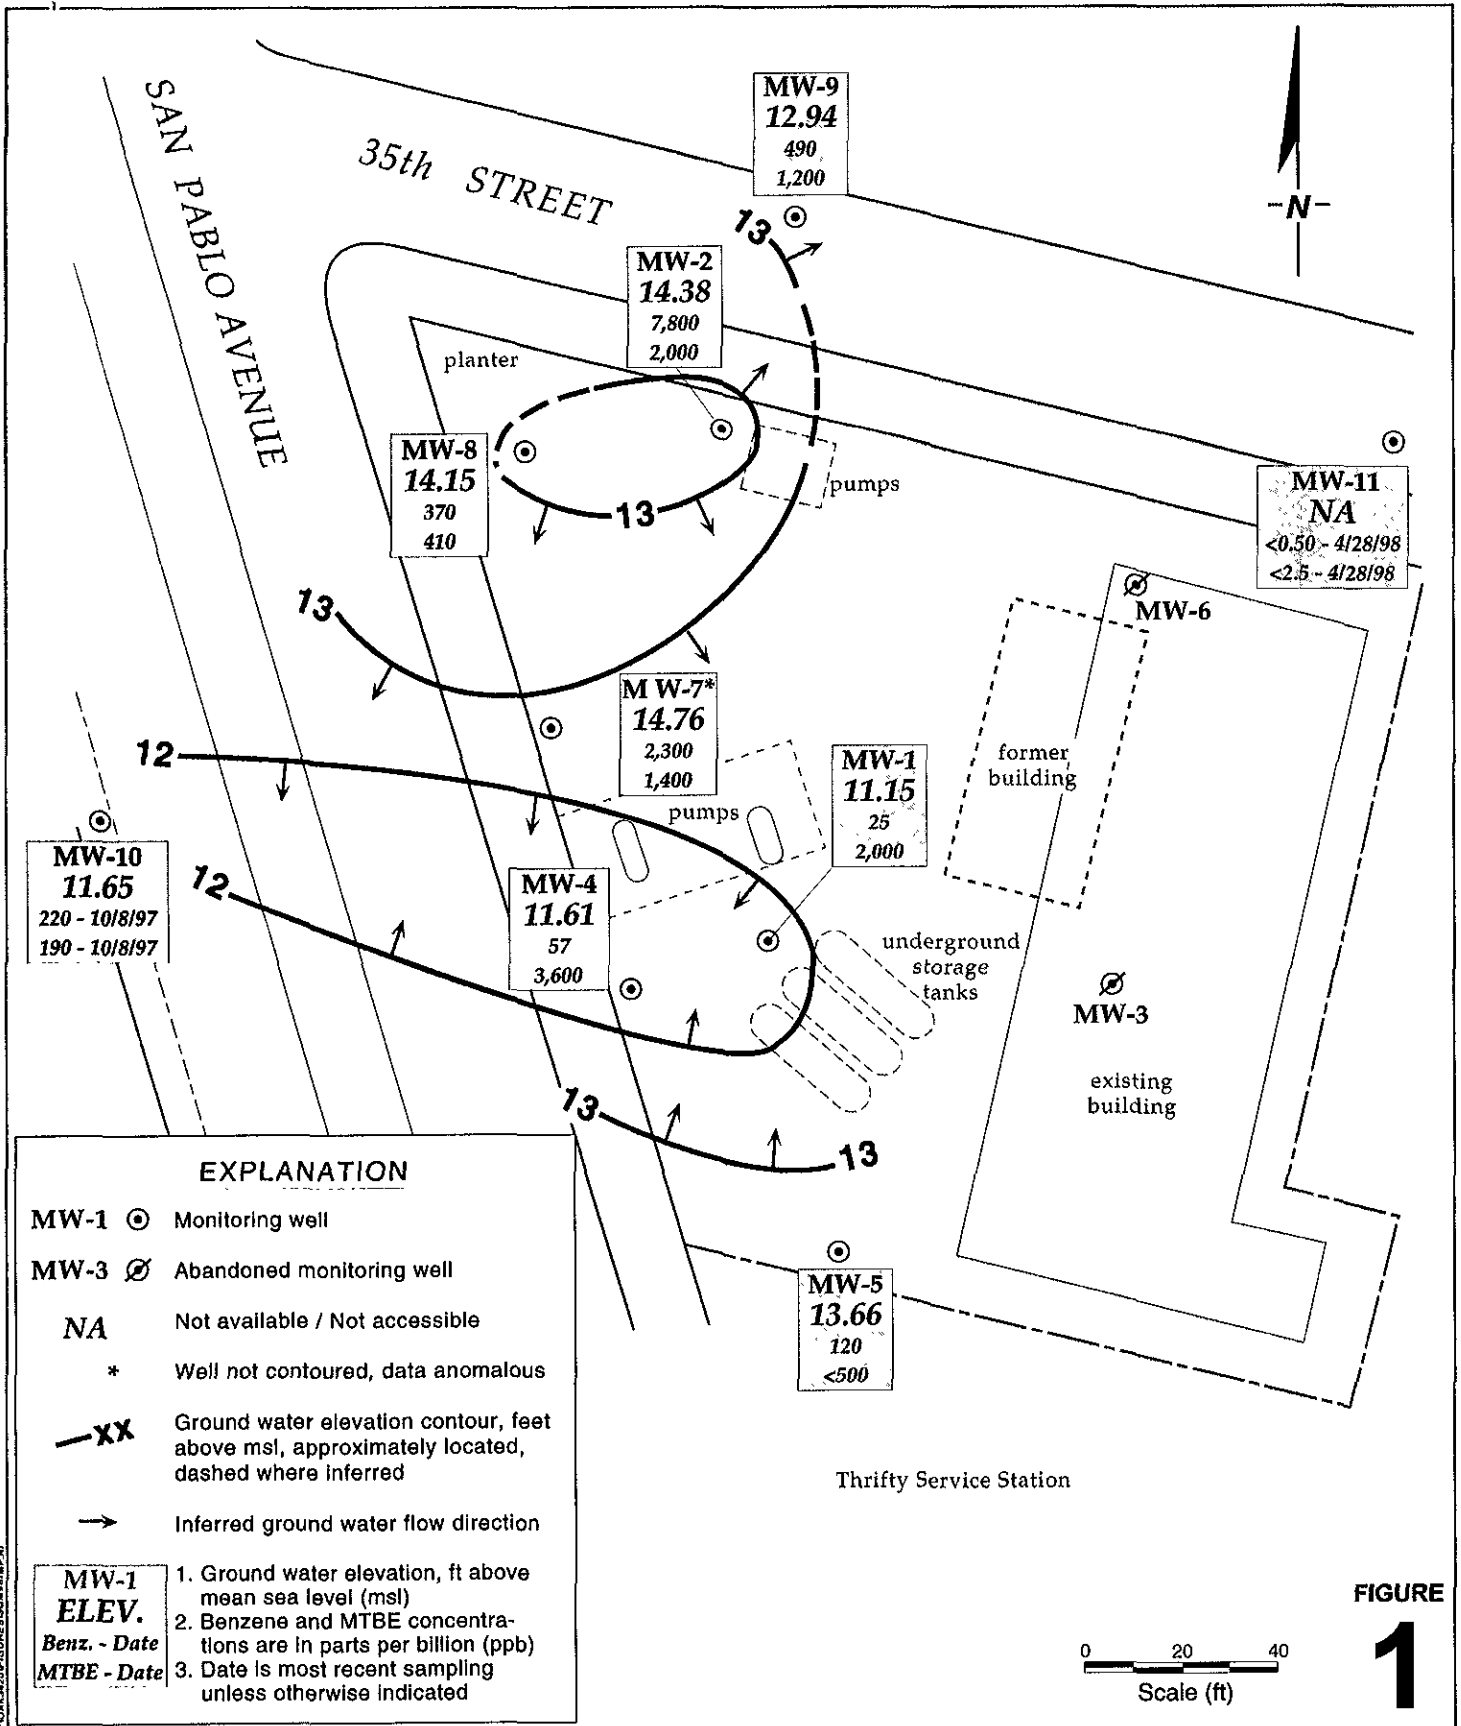 SAN PABLO AVENUE
35th STREET
MW-9
12.94
490
1,200
-N-
13
MW-2
14.38
7,800
2,000
planter
MW-8
14.15
370
410
13
pumps
MW-11
NA
<0.50 - 4/28/98
<2.5 - 4/28/98
MW-6
13
M W-7*
14.76
2,300
1,400
12
pumps
MW-1
11.15
25
2,000
former
building
MW-10
11.65
220 - 10/8/97
190 - 10/8/97
12
MW-4
11.61
57
3,600
underground
storage
tanks
MW-3
existing
building
13
13
MW-5
13.66
120
<500
Thrifty Service Station
EXPLANATION
MW-1 Monitoring well
MW-3 Abandoned monitoring well
NA Not available / Not accessible
* Well not contoured, data anomalous
XX Ground water elevation contour, feet
above msl, approximately located,
dashed where inferred
Inferred ground water flow direction
MW-1
ELEV.
Benz. - Date
MTBE - Date
1. Ground water elevation, ft above
mean sea level (msl)
2. Benzene and MTBE concentra-
tions are in parts per billion (ppb)
3. Date is most recent sampling
unless otherwise indicated
0 20 40
Scale (ft)
FIGURE
1